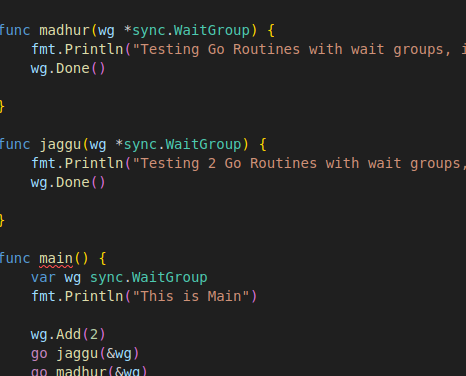 func madhur(wg *sync.WaitGroup) {
    fmt.Println("Testing Go Routines with wait groups, i
    wg.Done()
}
func jaggu(wg *sync.WaitGroup) {
    fmt.Println("Testing 2 Go Routines with wait groups,
    wg.Done()
}
func main() {
    var wg sync.WaitGroup
    fmt.Println("This is Main")
    wg.Add(2)
    go jaggu(&wg)
    go madhur(&wg)